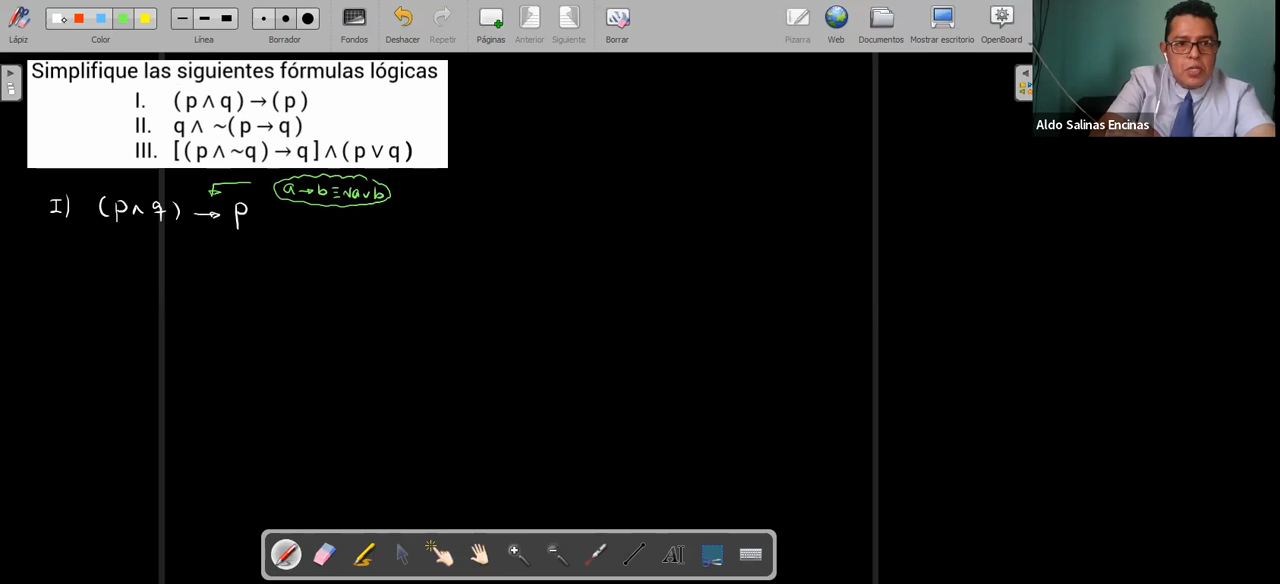 Lápiz Color Línea Borrador Fondos Deshacer Repetir Páginas Anterior Siguiente Borrar Pizarra Web Documentos Mostrar escritorio OpenBoard
Aldo Salinas Encinas
Simplifique las siguientes fórmulas lógicas
I. (p ∧ q) → (p)
II. q ∧ ~(p → q)
III. [(p ∧ ~q) → q] ∧ (p ∨ q)
a → b ≡ ~a ∨ b
I) (p ∧ q) → p
AI